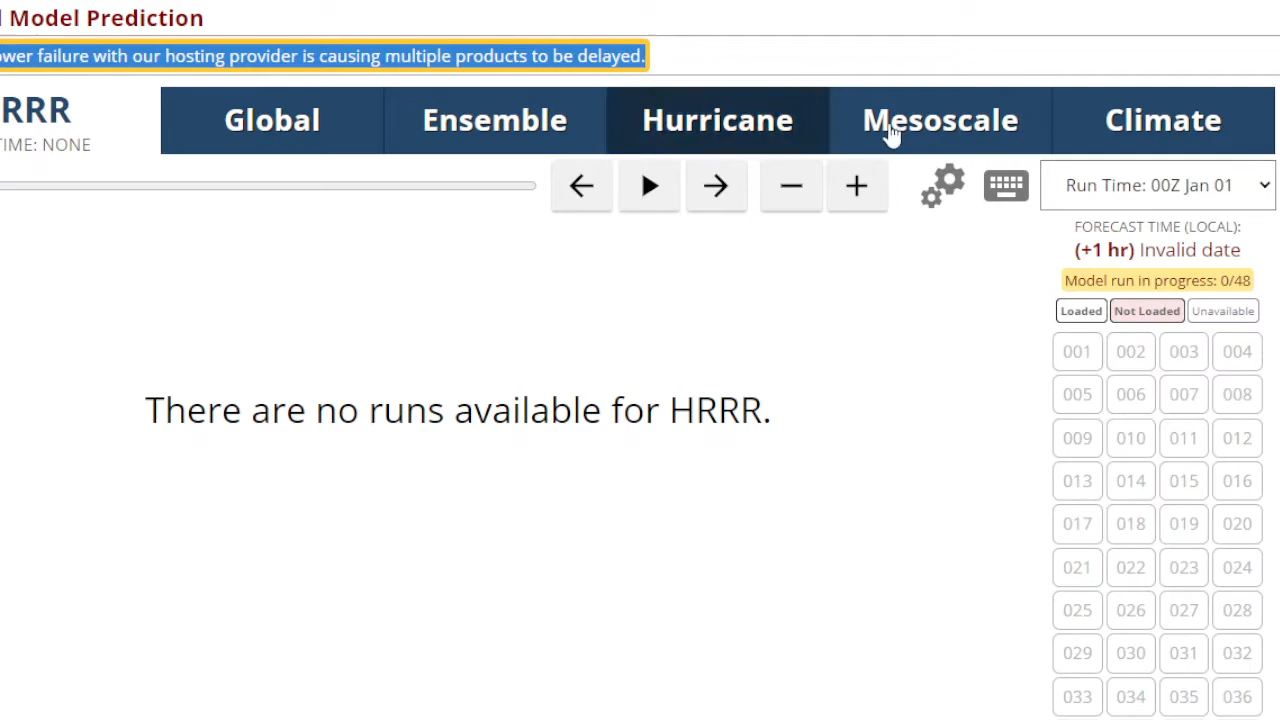 Model Prediction
ower failure with our hosting provider is causing multiple products to be delayed.
RRR
TIME: NONE
Global Ensemble Hurricane Mesoscale Climate
Run Time: 00Z Jan 01
FORECAST TIME (LOCAL):
(+1 hr) Invalid date
Model run in progress: 0/48
Loaded Not Loaded Unavailable
001 002 003 004
005 006 007 008
There are no runs available for HRRR.
009 010 011 012
013 014 015 016
017 018 019 020
021 022 023 024
025 026 027 028
029 030 031 032
033 034 035 036